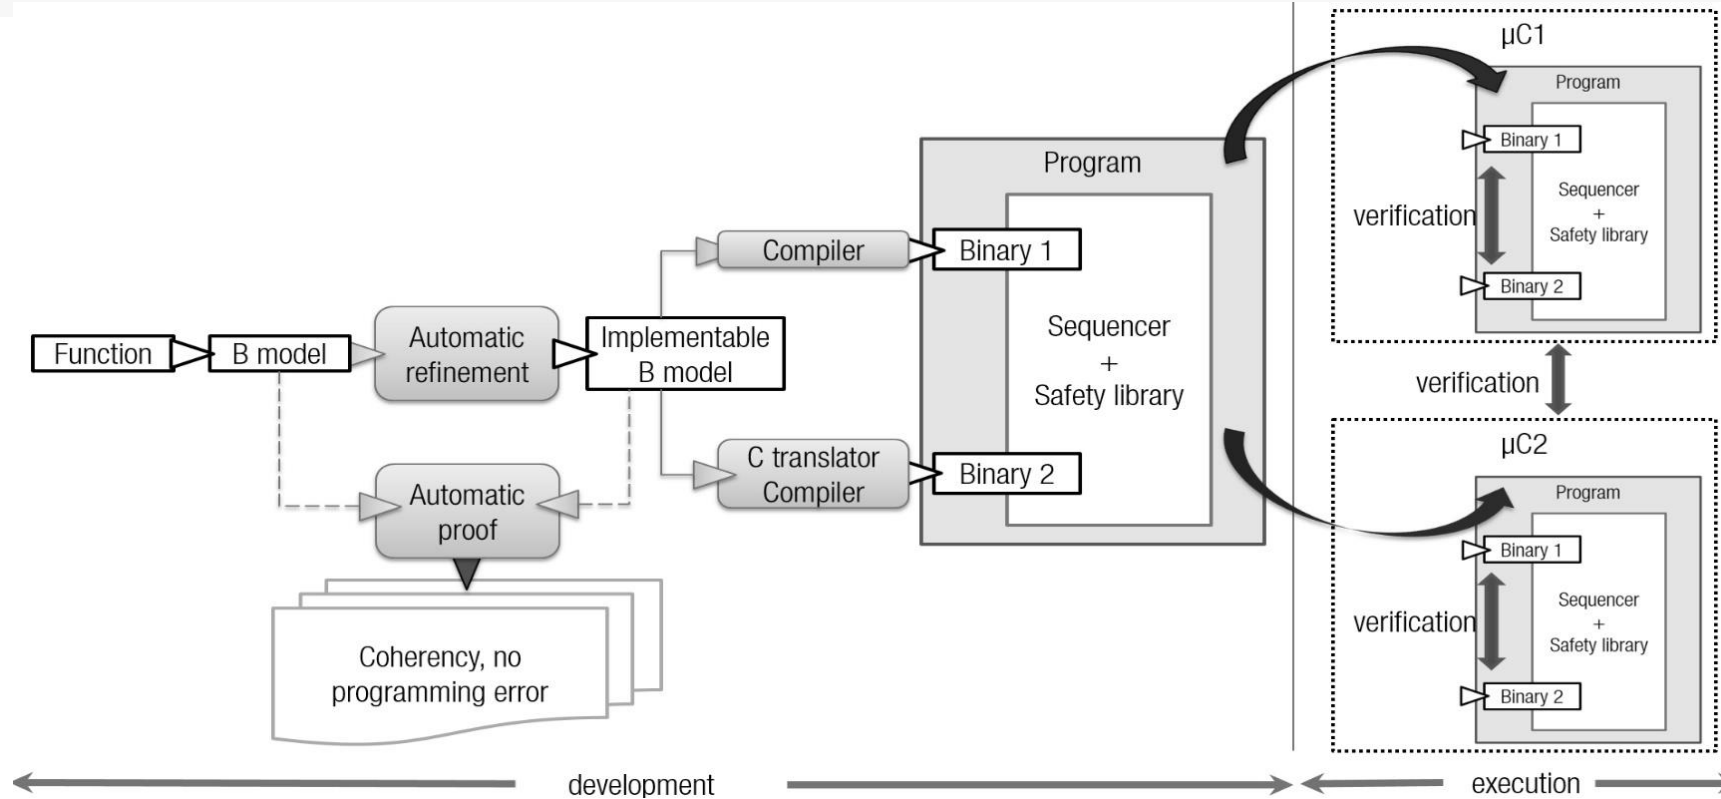 Function
B model
Automatic
refinement
Implementable
B model
Automatic
proof
Coherency, no
programming error
Compiler
C translator
Compiler
Program
Binary 1
Sequencer
+
Safety library
Binary 2
µC1
Program
Binary 1
verification
Sequencer
+
Safety library
Binary 2
verification
µC2
Program
Binary 1
verification
Sequencer
+
Safety library
Binary 2
development
execution